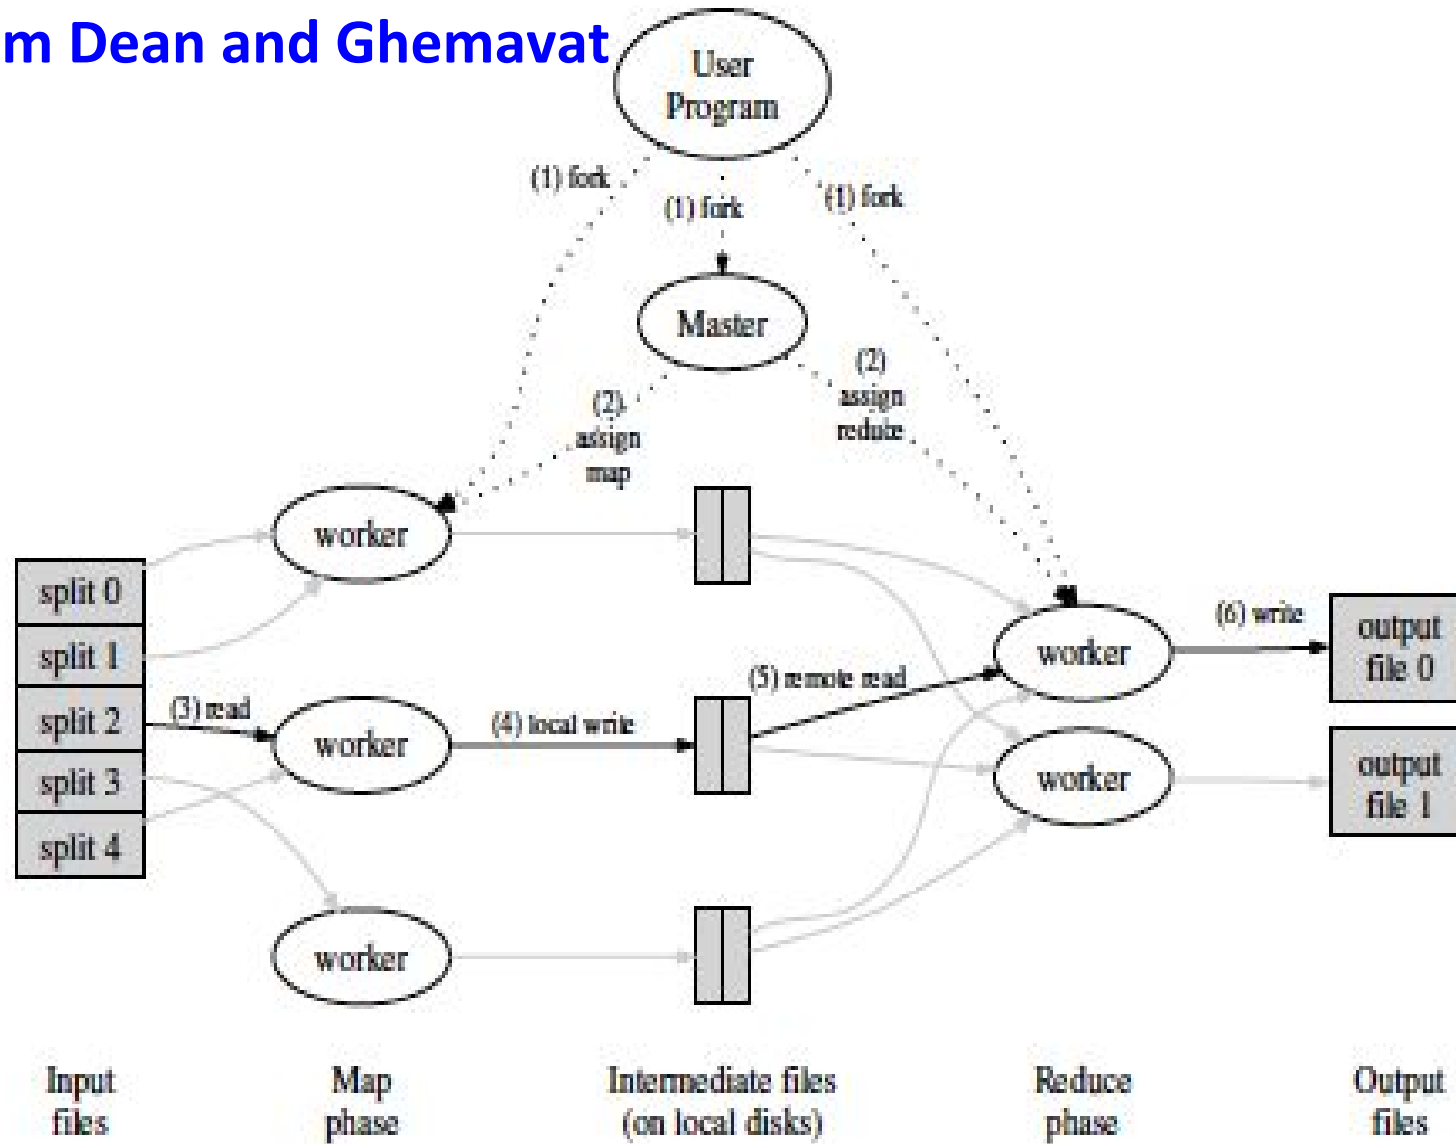 m Dean and Ghemavat
User
Program
(1) fork
(1) fork
(1) fork
Master
(2)
assign
map
(2)
assign
reduce
worker
split 0
split 1
split 2
split 3
split 4
(3) read
worker
(4) local write
worker
(5) remote read
worker
worker
(6) write
output
file 0
output
file 1
Input
files
Map
phase
Intermediate files
(on local disks)
Reduce
phase
Output
files